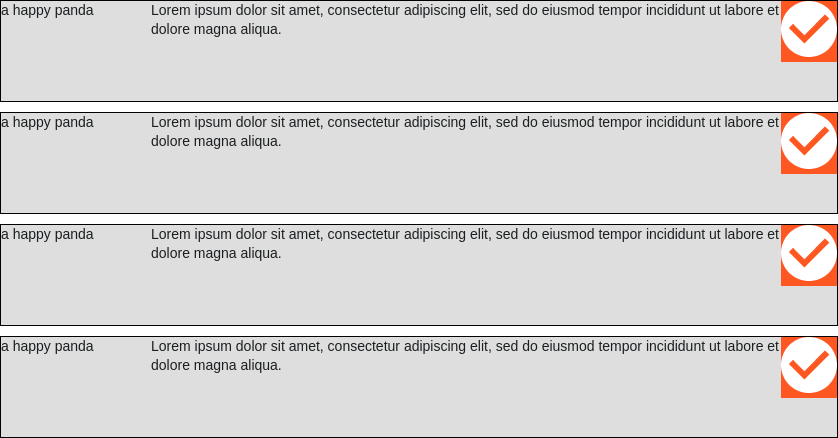 a happy panda
Lorem ipsum dolor sit amet, consectetur adipiscing elit, sed do eiusmod tempor incididunt ut labore et
dolore magna aliqua.
a happy panda
Lorem ipsum dolor sit amet, consectetur adipiscing elit, sed do eiusmod tempor incididunt ut labore et
dolore magna aliqua.
a happy panda
Lorem ipsum dolor sit amet, consectetur adipiscing elit, sed do eiusmod tempor incididunt ut labore et
dolore magna aliqua.
a happy panda
Lorem ipsum dolor sit amet, consectetur adipiscing elit, sed do eiusmod tempor incididunt ut labore et
dolore magna aliqua.